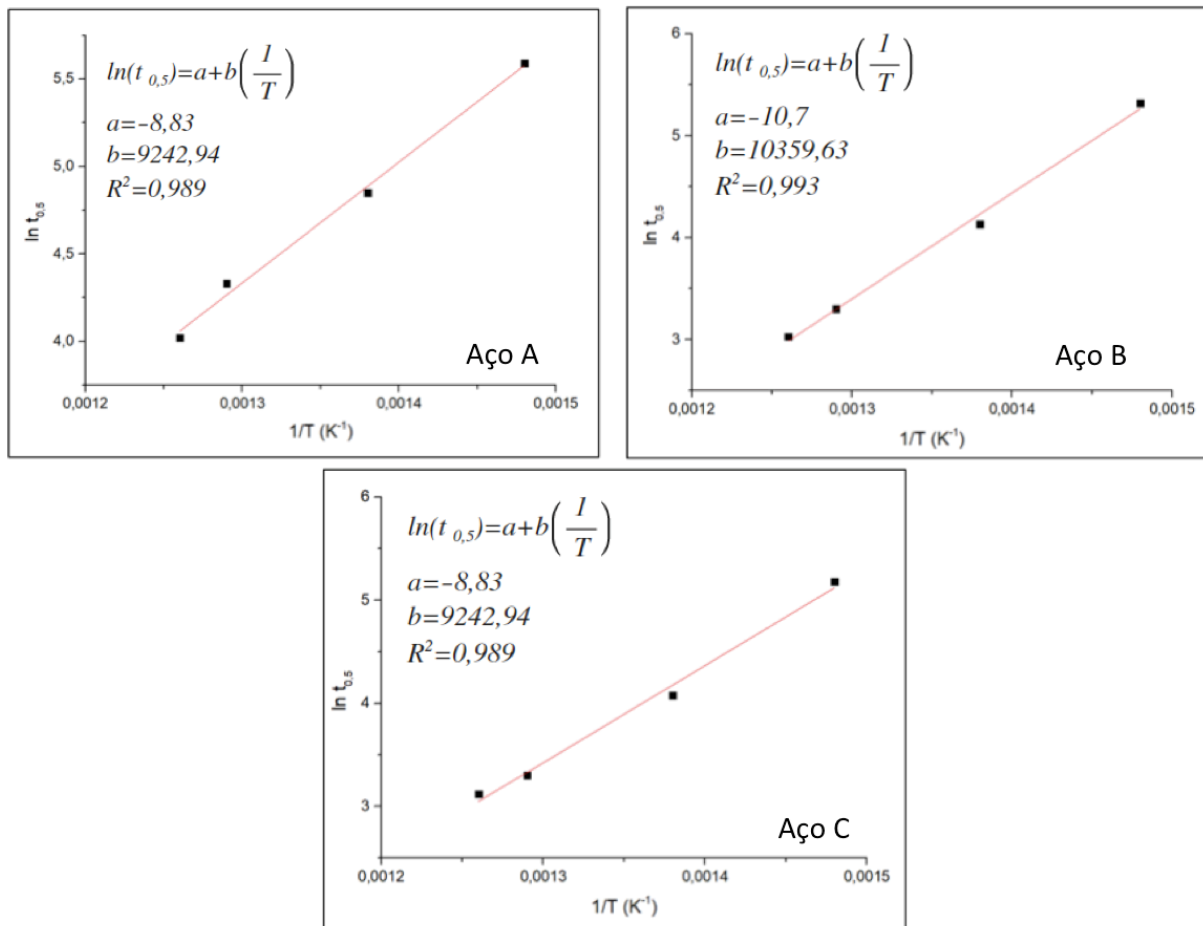 ln(t 0,5)=a+b(1/T)
a=−8,83
b=9242,94
R²=0,989
5,5
5,0
4,5
4,0
ln t0,5
0,0012 0,0013 0,0014 0,0015
1/T (K⁻¹)
Aço A
ln(t 0,5)=a+b(1/T)
a=−10,7
b=10359,63
R²=0,993
6
5
4
3
ln t0,5
0,0012 0,0013 0,0014 0,0015
1/T (K⁻¹)
Aço B
ln(t 0,5)=a+b(1/T)
a=−8,83
b=9242,94
R²=0,989
6
5
4
3
ln t0,5
0,0012 0,0013 0,0014 0,0015
1/T (K⁻¹)
Aço C